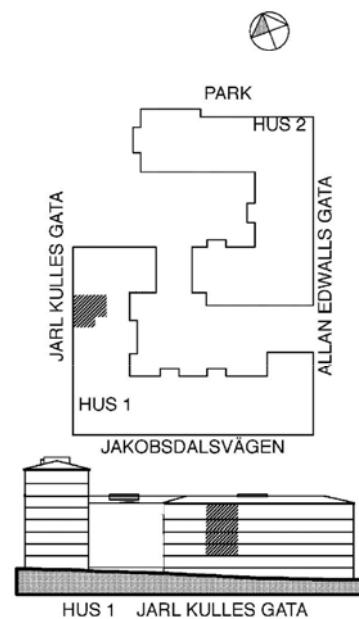 PARK
HUS 2
JARL KULLES GATA
ALLAN EDWALLS GATA
HUS 1
JAKOBSDALSVÄGEN
HUS 1 JARL KULLES GATA